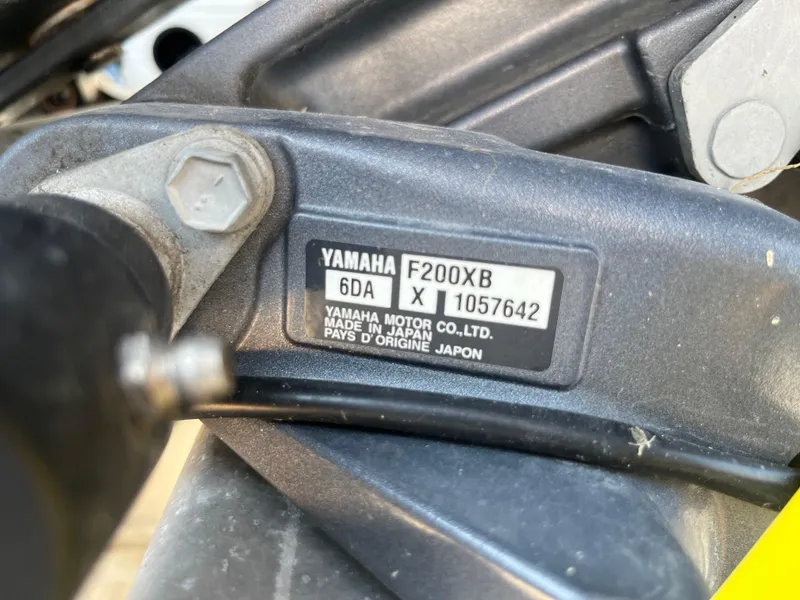 YAMAHA F200XB
6DA X 1057642
YAMAHA MOTOR CO.,LTD.
MADE IN JAPAN
PAYS D'ORIGINE JAPON